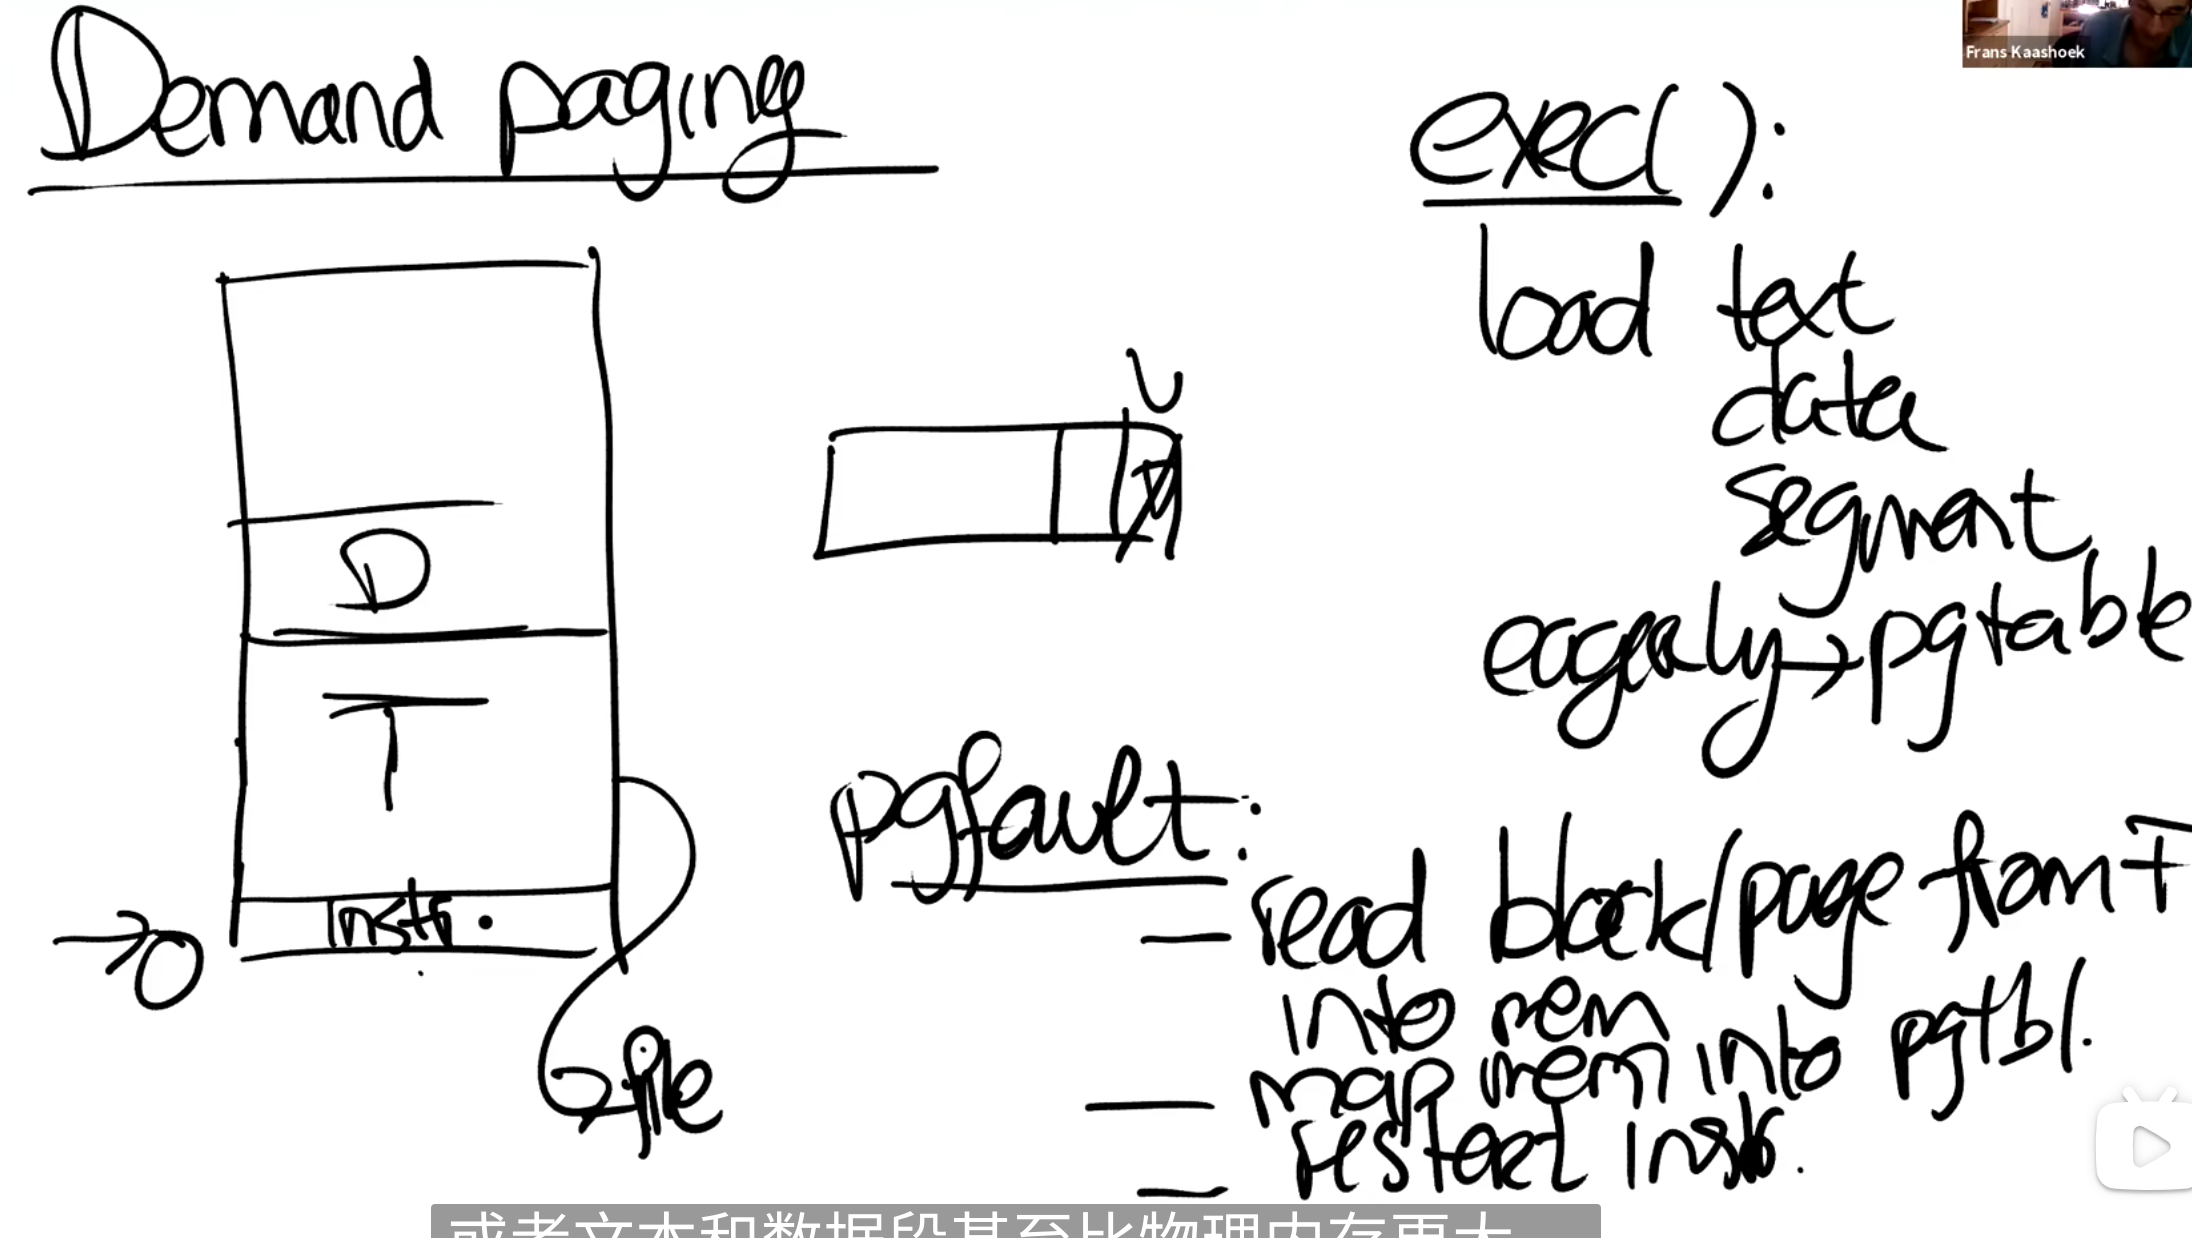 Demand paging
Frans Kaashoek
exec():
load text
data
segment
eagerly → pgtable
D
T
→0
Instr.
→file
pgfault:
— read block/page from F
into mem
— map mem into pgtbl.
— restart instr.
或者文本和数据段甚至比物理内存更大